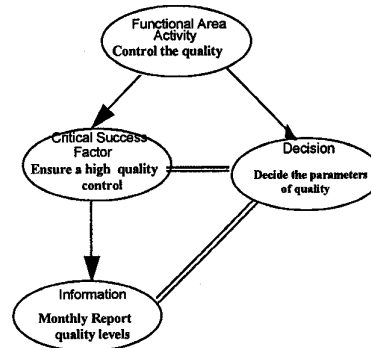 Functional Area
Activity
Control the quality
Critical Success
Factor
Ensure a high quality
control
Decision
Decide the parameters
of quality
Information
Monthly Report
quality levels